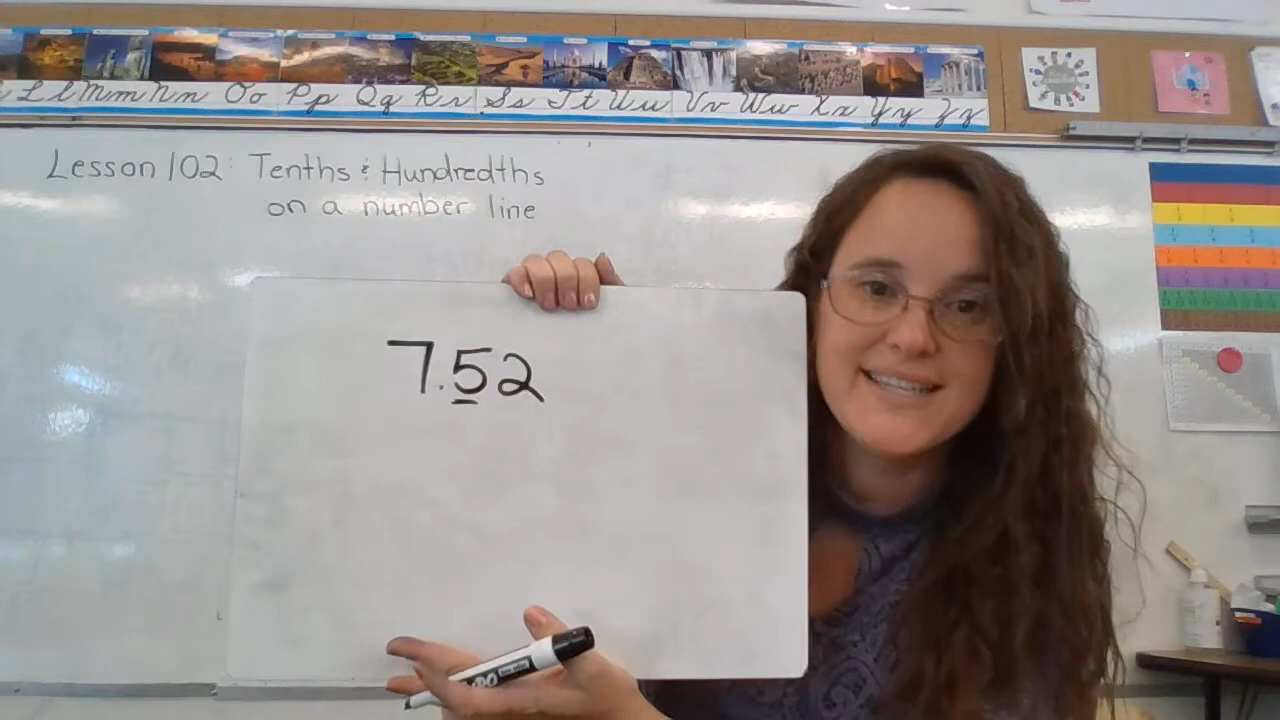 Ll Mm Nn Oo Pp Qq Rr Ss Tt Uu Vv Ww Xx Yy Zz
Lesson 102: Tenths & Hundredths
on a number line
7.52
EXPO